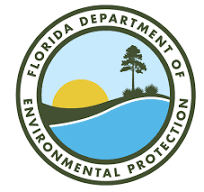 FLORIDA DEPARTMENT OF
ENVIRONMENTAL PROTECTION